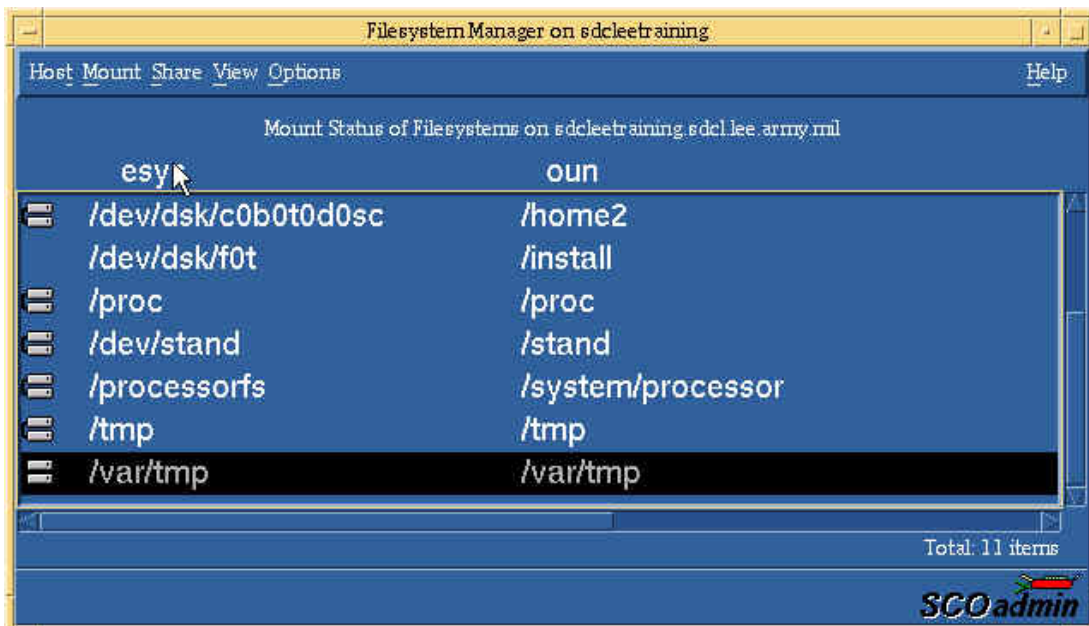 Filesystem Manager on sdcleetraining
Host Mount Share View Options Help
Mount Status of Filesystems on sdcleetraining.sdcl.lee.army.mil
esys oun
/dev/dsk/c0b0t0d0sc /home2
/dev/dsk/f0t /install
/proc /proc
/dev/stand /stand
/processorfs /system/processor
/tmp /tmp
/var/tmp /var/tmp
Total: 11 items
SCOadmin